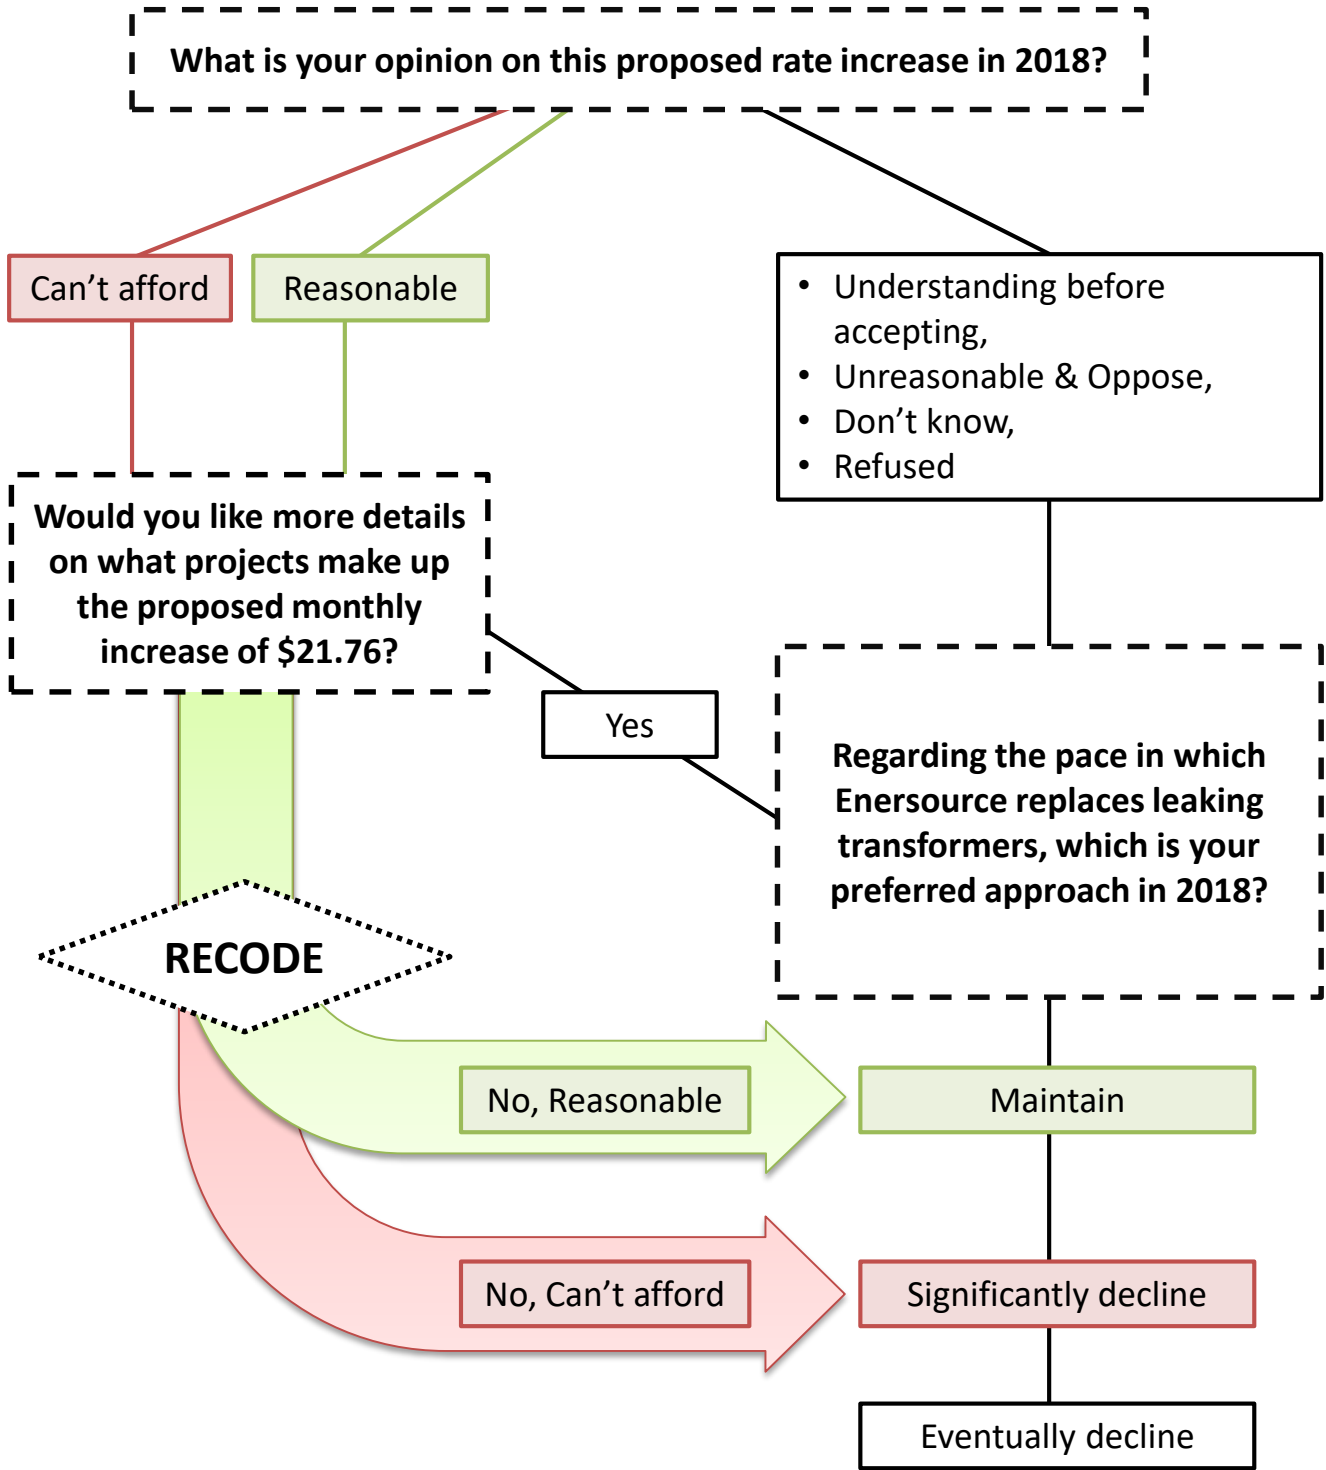 What is your opinion on this proposed rate increase in 2018?
Can’t afford
Reasonable
• Understanding before
accepting,
• Unreasonable & Oppose,
• Don’t know,
• Refused
Would you like more details
on what projects make up
the proposed monthly
increase of $21.76?
Yes
Regarding the pace in which
Enersource replaces leaking
transformers, which is your
preferred approach in 2018?
RECODE
No, Reasonable
Maintain
No, Can’t afford
Significantly decline
Eventually decline